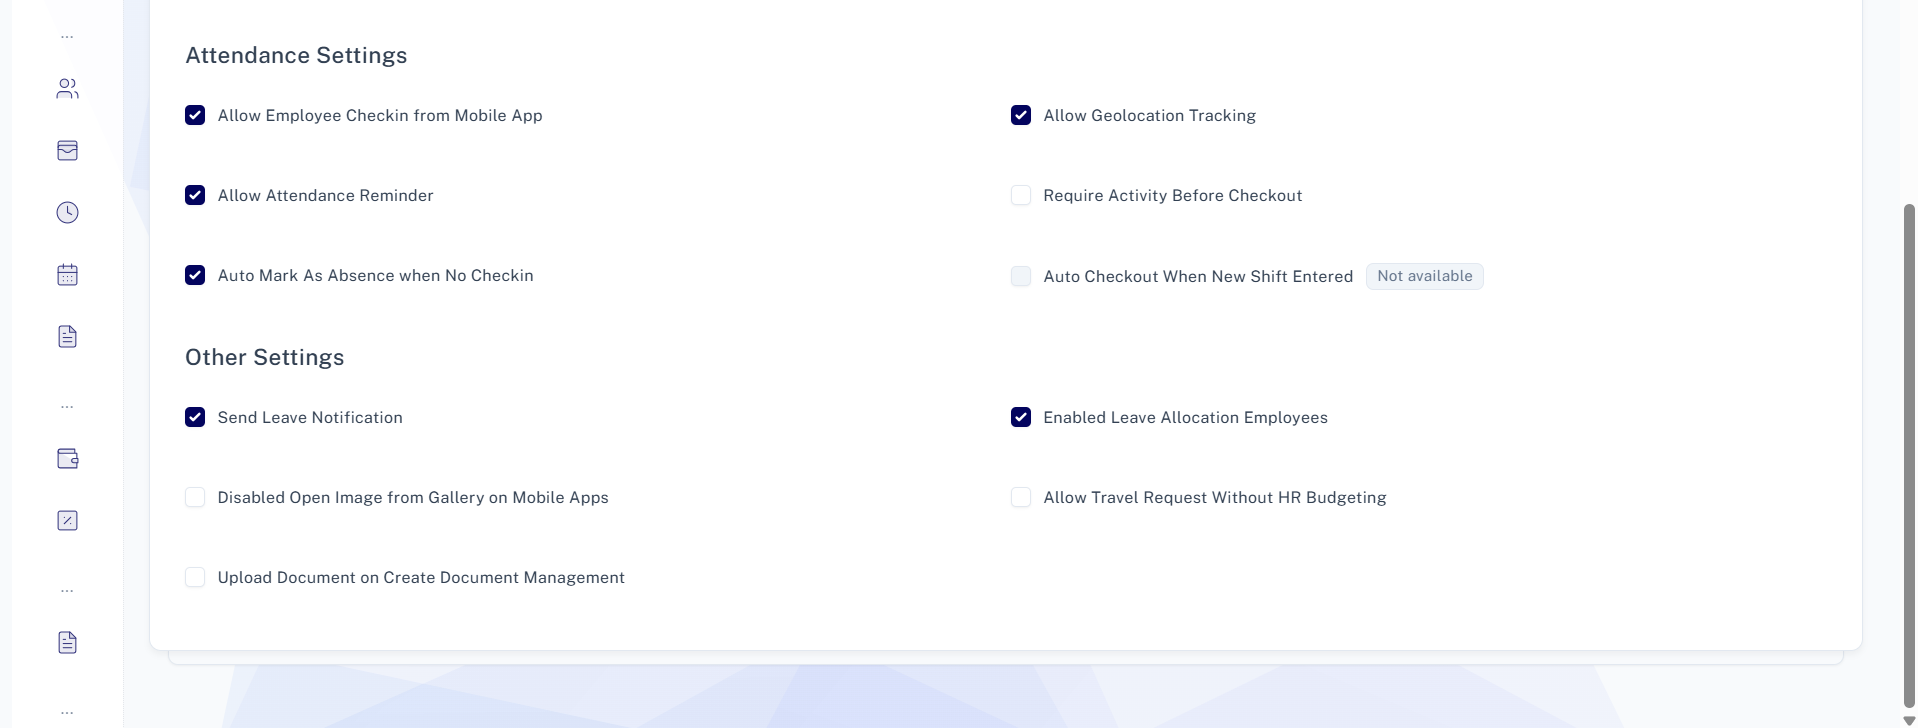 Attendance Settings
Allow Employee Checkin from Mobile App
Allow Geolocation Tracking
Allow Attendance Reminder
Require Activity Before Checkout
Auto Mark As Absence when No Checkin
Auto Checkout When New Shift Entered Not available
Other Settings
Send Leave Notification
Enabled Leave Allocation Employees
Disabled Open Image from Gallery on Mobile Apps
Allow Travel Request Without HR Budgeting
Upload Document on Create Document Management